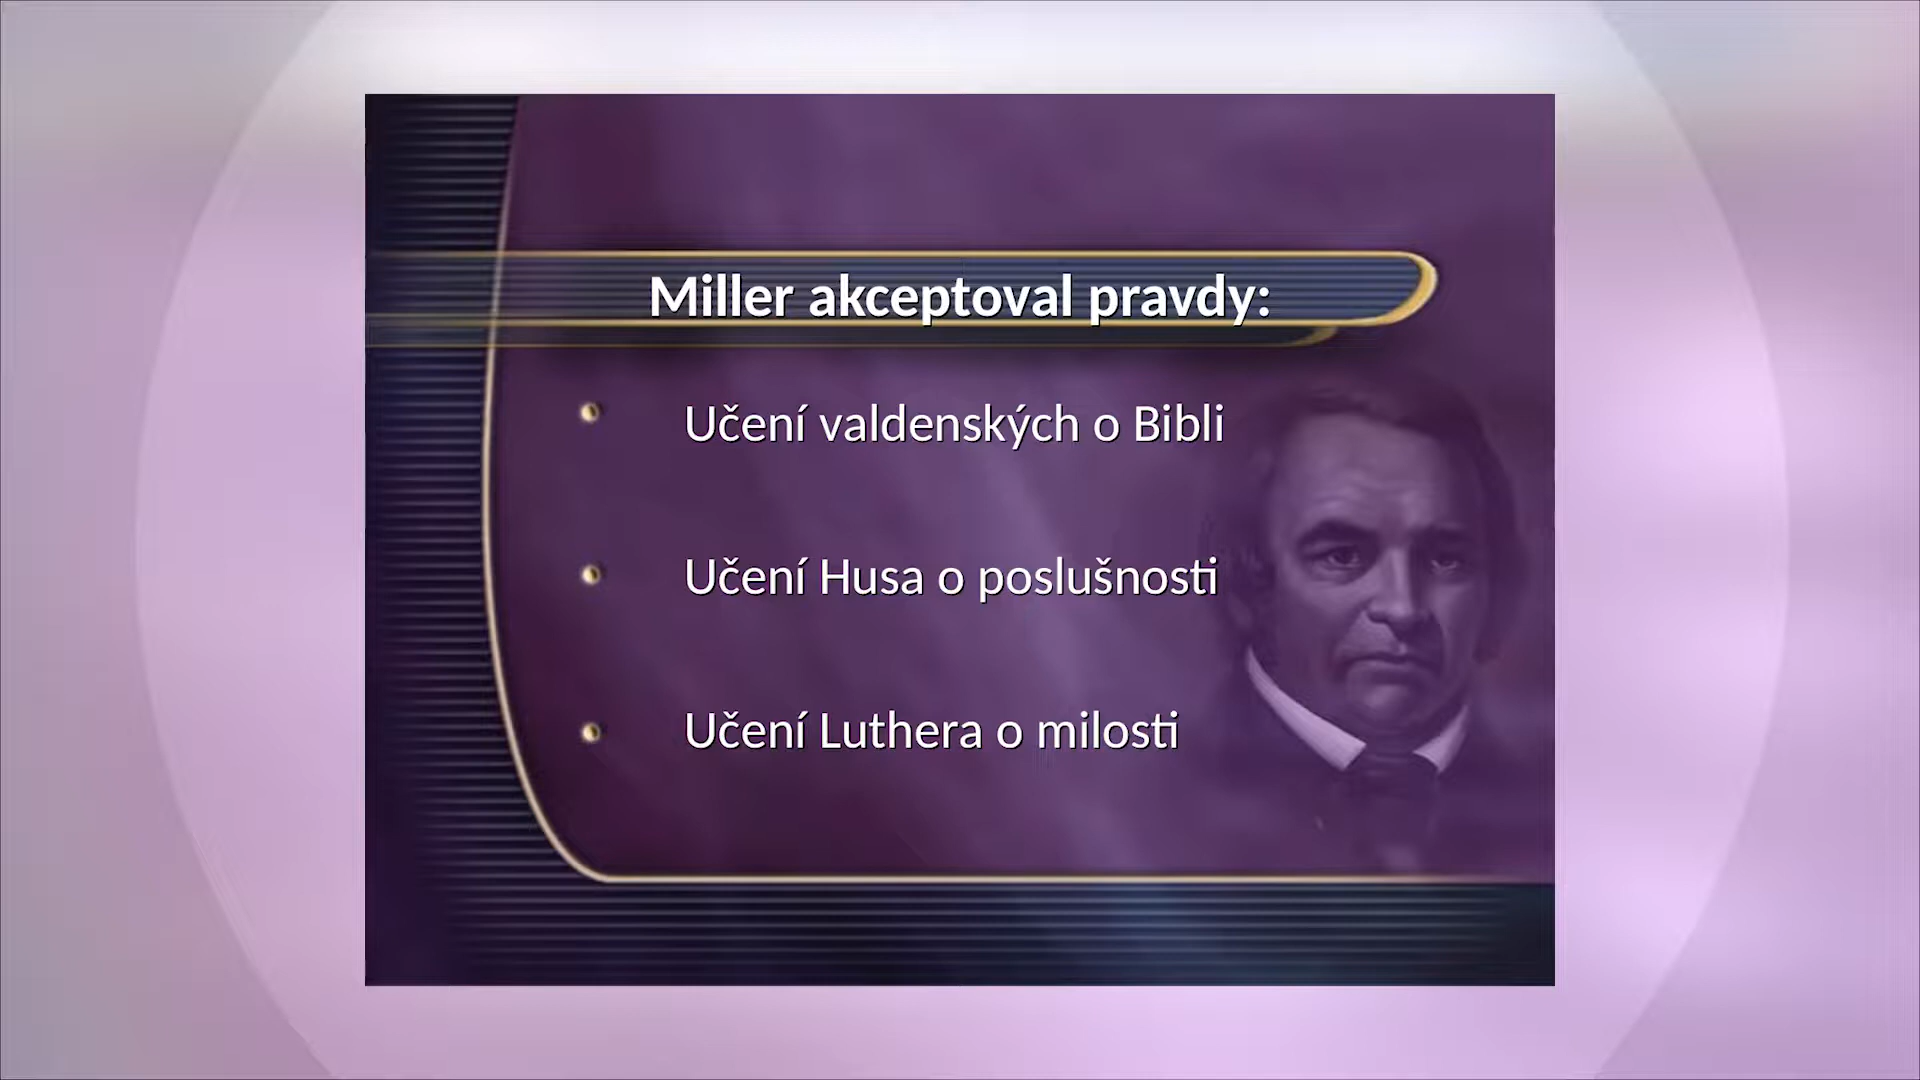 Miller akceptoval pravdy:
Učení valdenských o Bibli
Učení Husa o poslušnosti
Učení Luthera o milosti